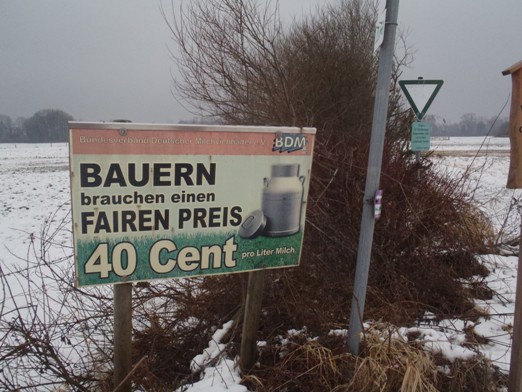 Bundesverband Deutscher Milchviehhalter
BDM
BAUERN
brauchen einen
FAIREN PREIS
40 Cent pro Liter Milch